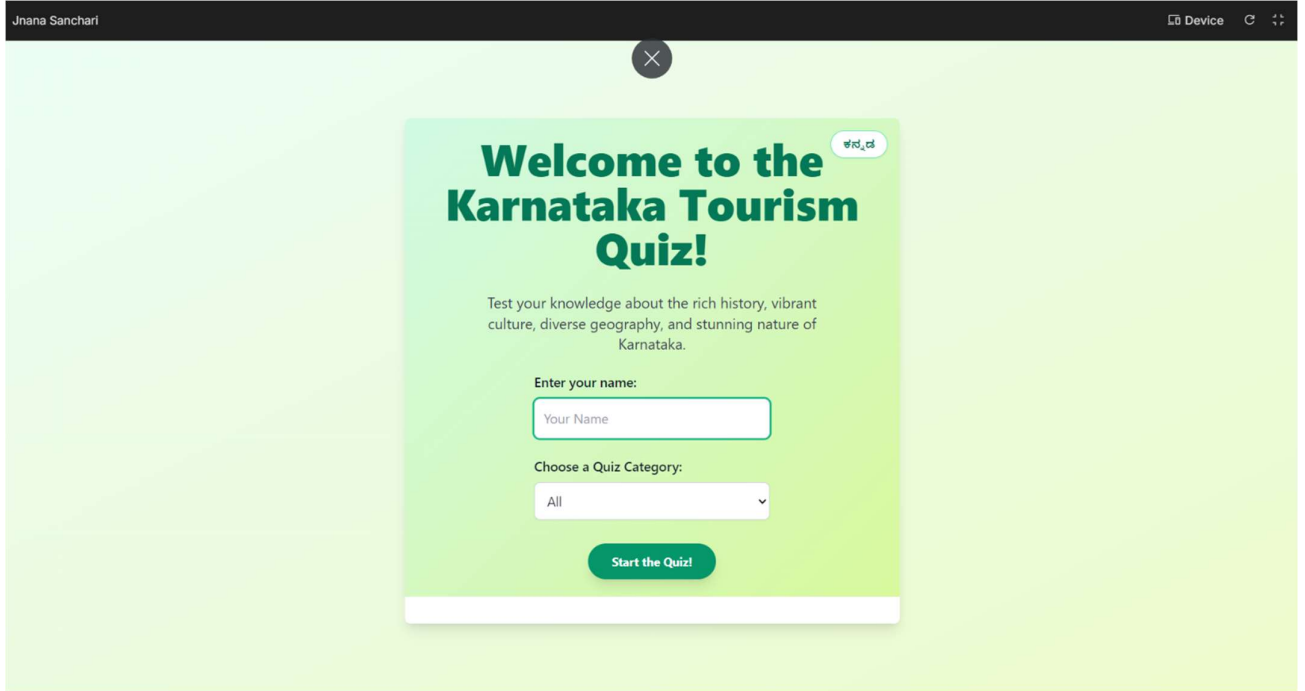 Jnana Sanchari
Device
ಕನ್ನಡ
Welcome to the
Karnataka Tourism
Quiz!
Test your knowledge about the rich history, vibrant
culture, diverse geography, and stunning nature of
Karnataka.
Enter your name:
Your Name
Choose a Quiz Category:
All
Start the Quiz!